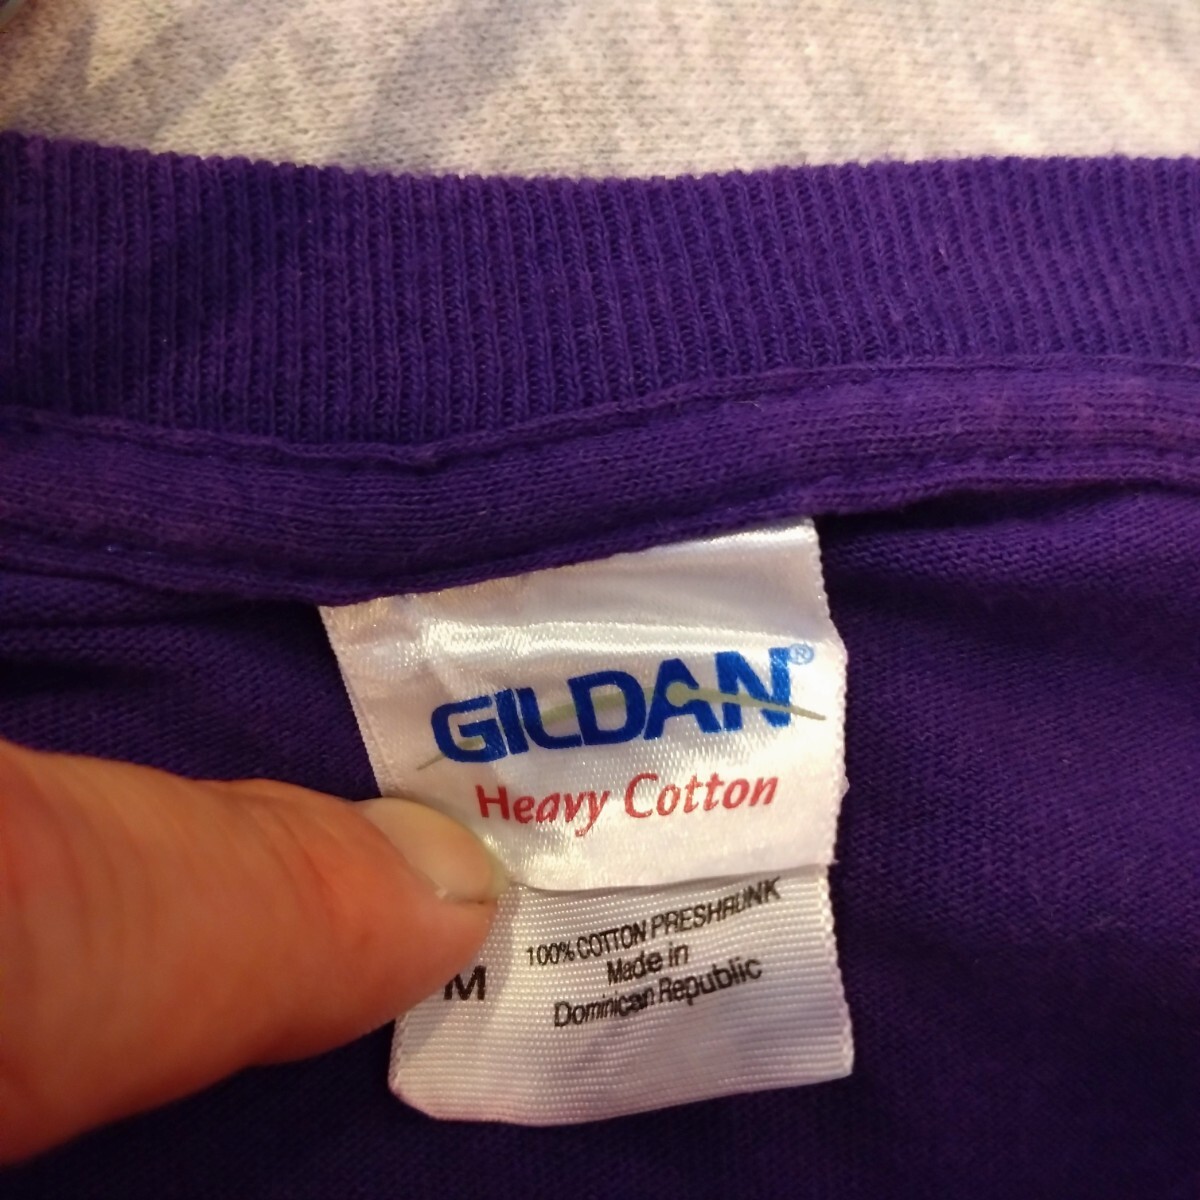 GILDAN®
Heavy Cotton
100% COTTON PRESHRUNK
M
Made in
Dominican Republic